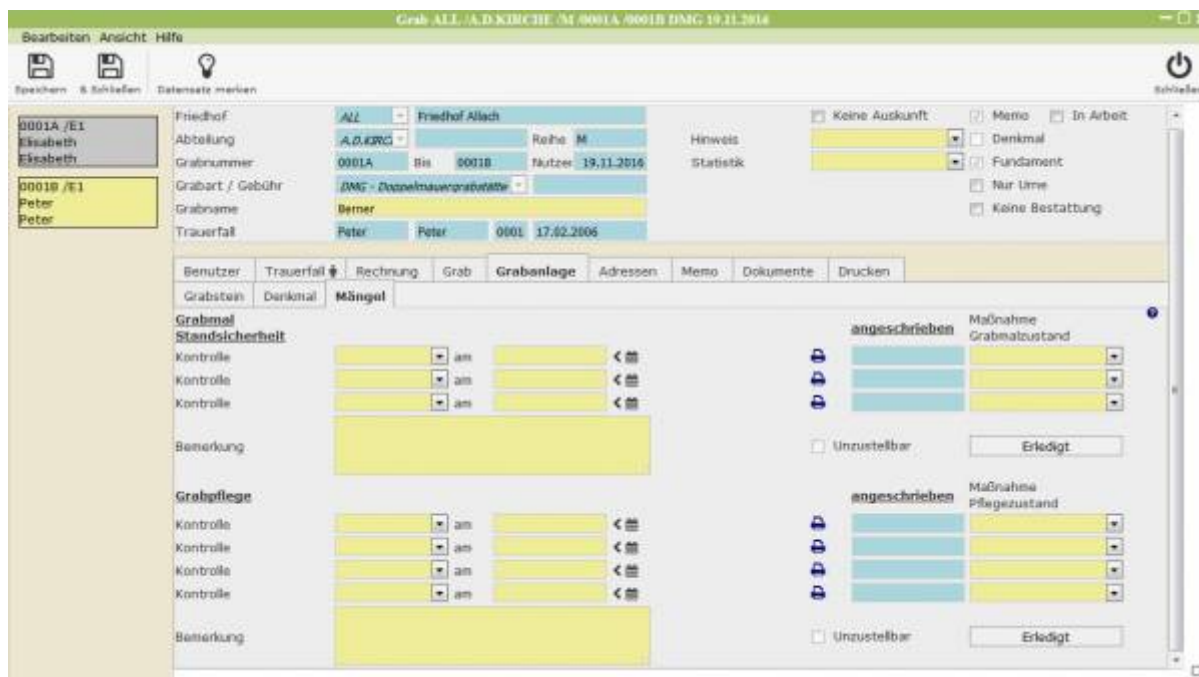 Grab ALL /A.D.KIRCHE /M /0001A /0001B DMG 19.11.2016
Bearbeiten Ansicht Hilfe
Speichern & Schließen Datensatz merken Schließen
0001A /E1
Elisabeth
Elisabeth
0001B /E1
Peter
Peter
Friedhof ALL Friedhof Allach Keine Auskunft Memo In Arbeit
Abteilung A.D.KIRC Reihe M Hinweis Denkmal
Grabnummer 0001A Bis 0001B Nutzer 19.11.2016 Statistik Fundament
Grabart / Gebühr DMG - Doppelmauergrabstätte Nur Urne
Grabname Berner Keine Bestattung
Trauerfall Peter Peter 0001 17.02.2006
Benutzer Trauerfall Rechnung Grab Grabanlage Adressen Memo Dokumente Drucken
Grabstein Denkmal Mängel
Grabmal
Standsicherheit angeschrieben Maßnahme
Grabmalzustand
Kontrolle am
Kontrolle am
Kontrolle am
Bemerkung Unzustellbar Erledigt
Grabpflege angeschrieben Maßnahme
Pflegezustand
Kontrolle am
Kontrolle am
Kontrolle am
Kontrolle am
Bemerkung Unzustellbar Erledigt